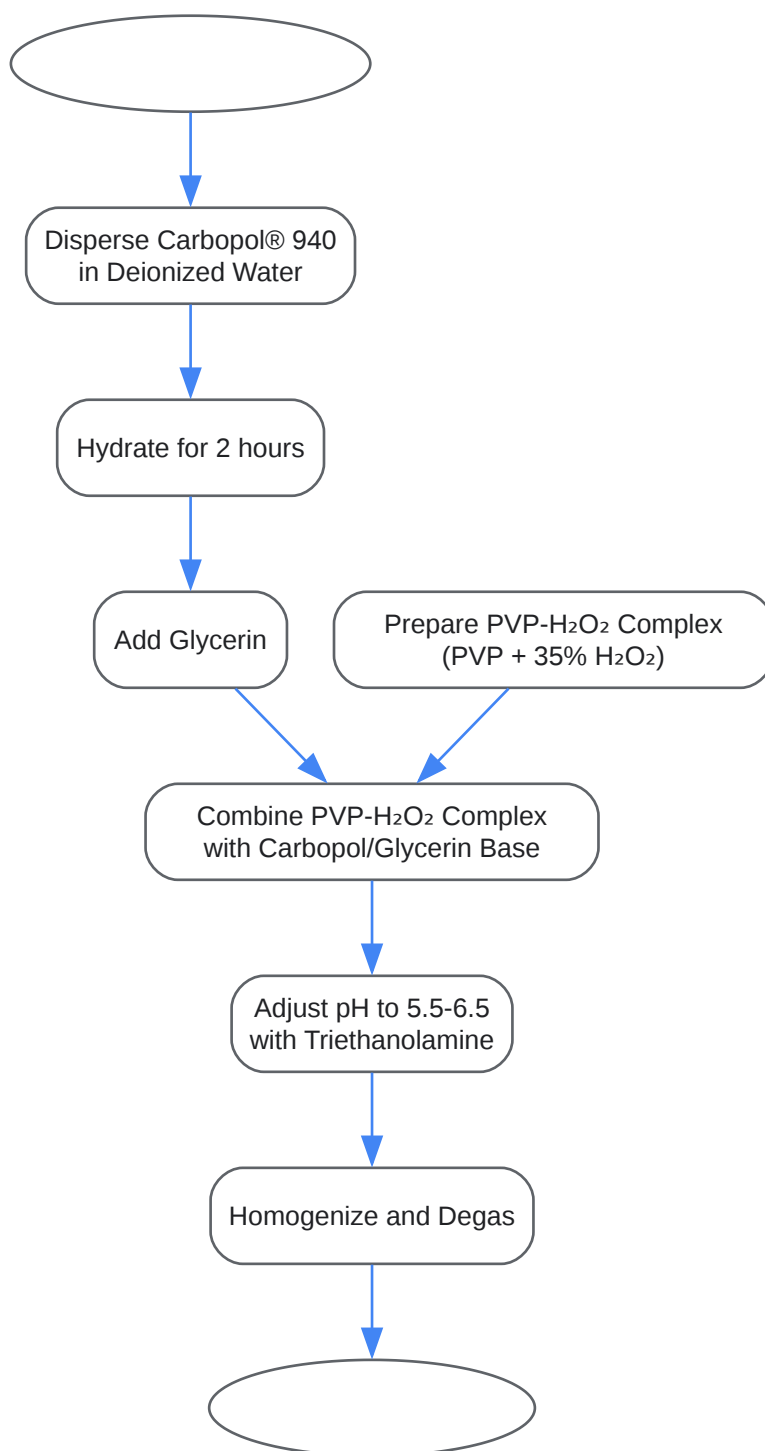 Disperse Carbopol® 940
in Deionized Water
Hydrate for 2 hours
Add Glycerin
Prepare PVP-H₂O₂ Complex
(PVP + 35% H₂O₂)
Combine PVP-H₂O₂ Complex
with Carbopol/Glycerin Base
Adjust pH to 5.5-6.5
with Triethanolamine
Homogenize and Degas